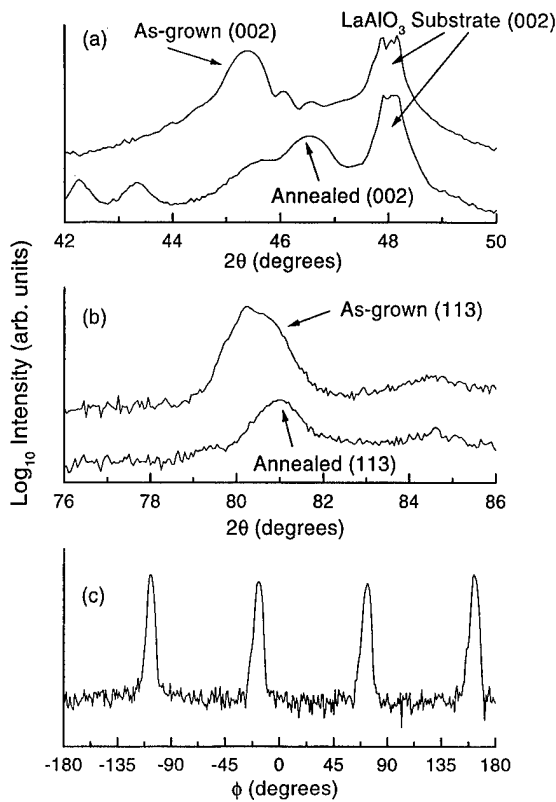 (a)
As-grown (002)
LaAlO3 Substrate (002)
Annealed (002)
42 44 46 48 50
2θ (degrees)
Log10 Intensity (arb. units)
(b)
As-grown (113)
Annealed (113)
76 78 80 82 84 86
2θ (degrees)
(c)
-180 -135 -90 -45 0 45 90 135 180
ϕ (degrees)